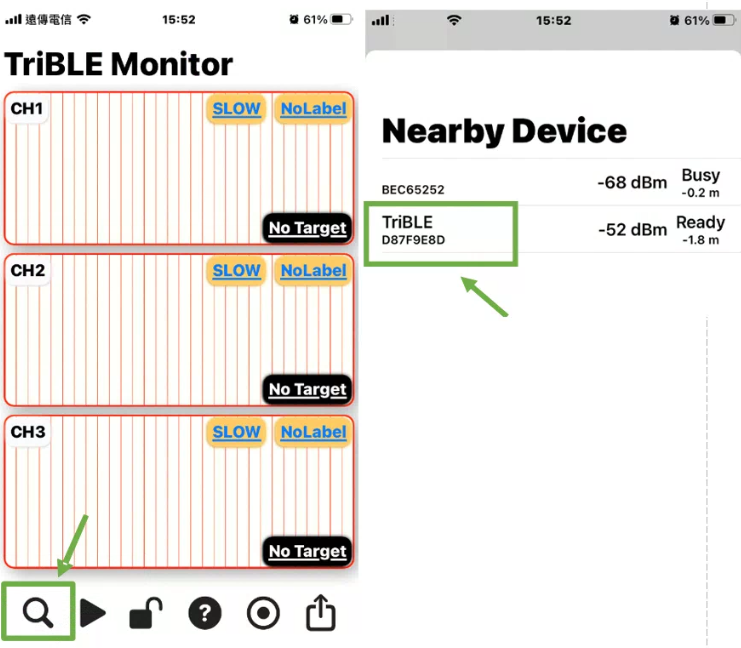 遠傳電信 15:52 61%
TriBLE Monitor
CH1 SLOW NoLabel
No Target
CH2 SLOW NoLabel
No Target
CH3 SLOW NoLabel
No Target
?
15:52 61%
Nearby Device
BEC65252 -68 dBm Busy
-0.2 m
TriBLE -52 dBm Ready
D87F9E8D -1.8 m